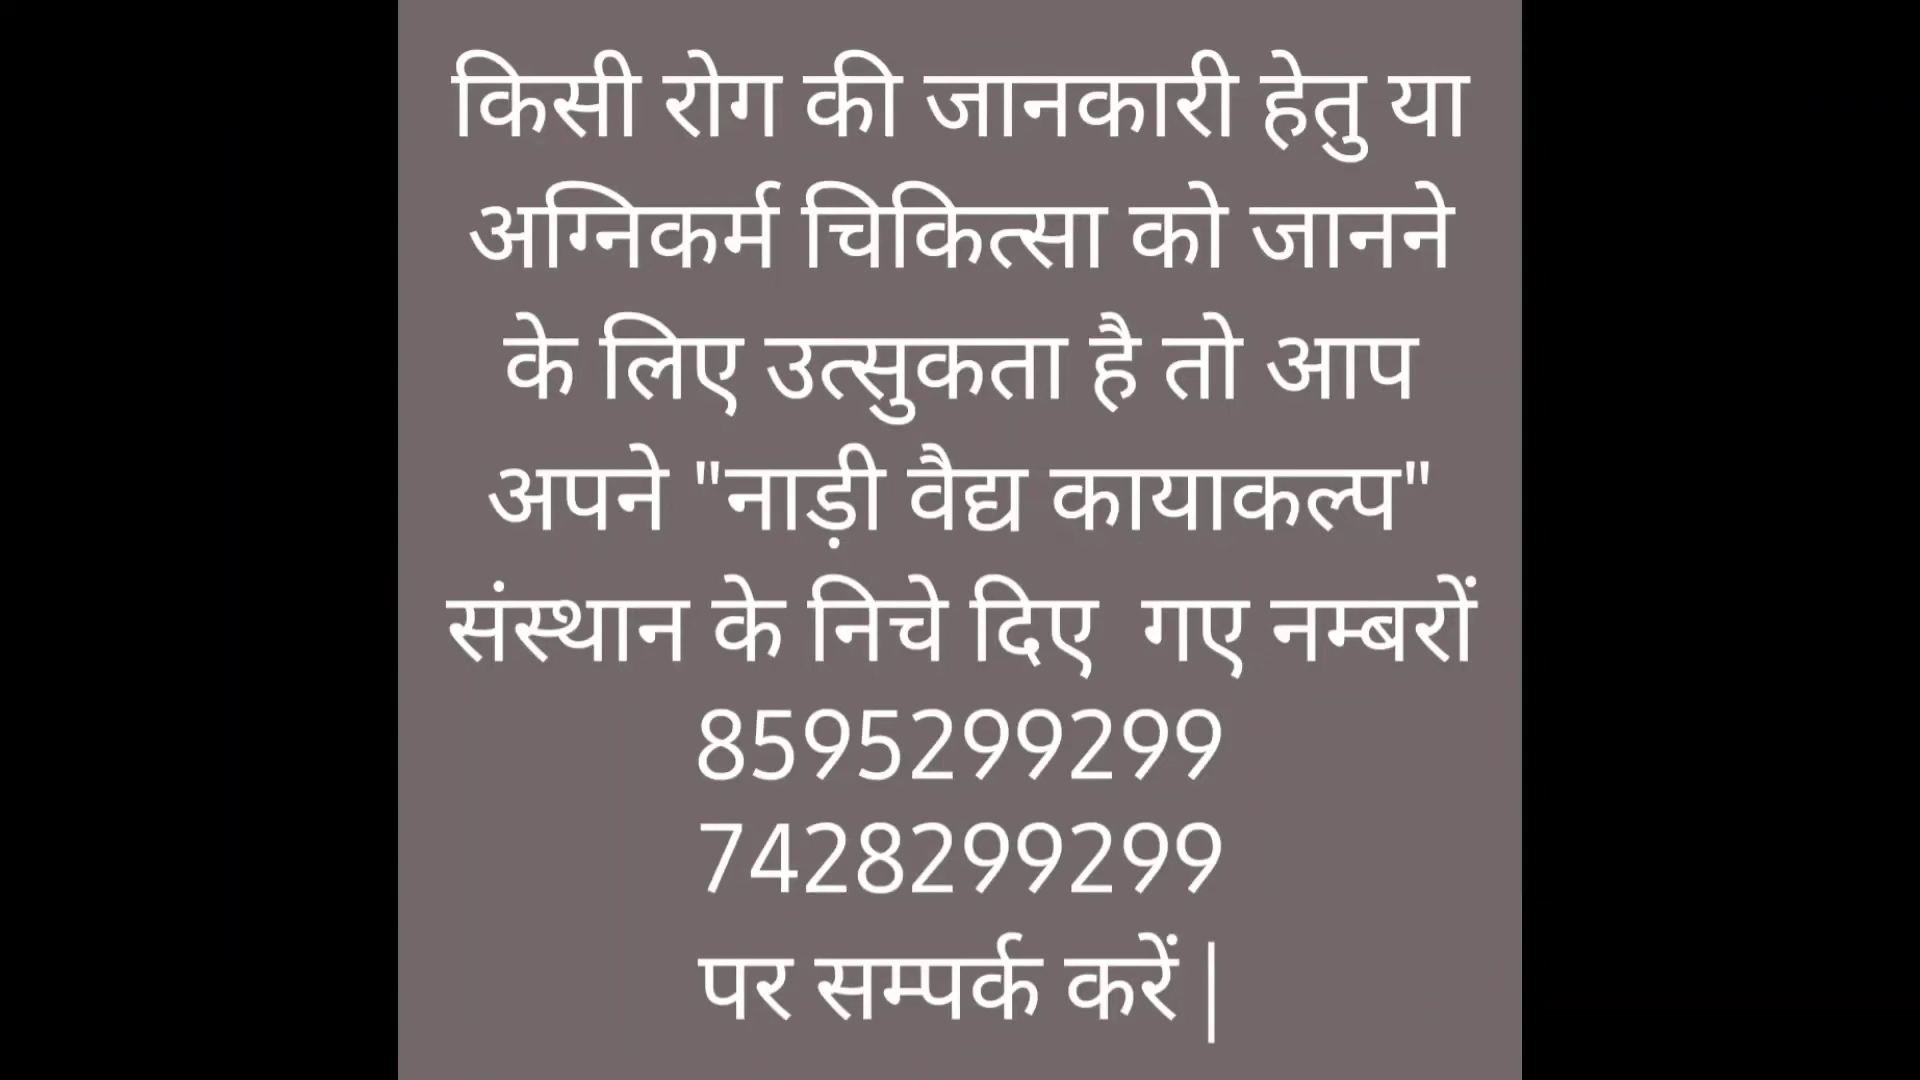 किसी रोग की जानकारी हेतु या
अग्निकर्म चिकित्सा को जानने
के लिए उत्सुकता है तो आप
अपने "नाड़ी वैद्य कायाकल्प"
संस्थान के निचे दिए गए नम्बरों
8595299299
7428299299
पर सम्पर्क करें |